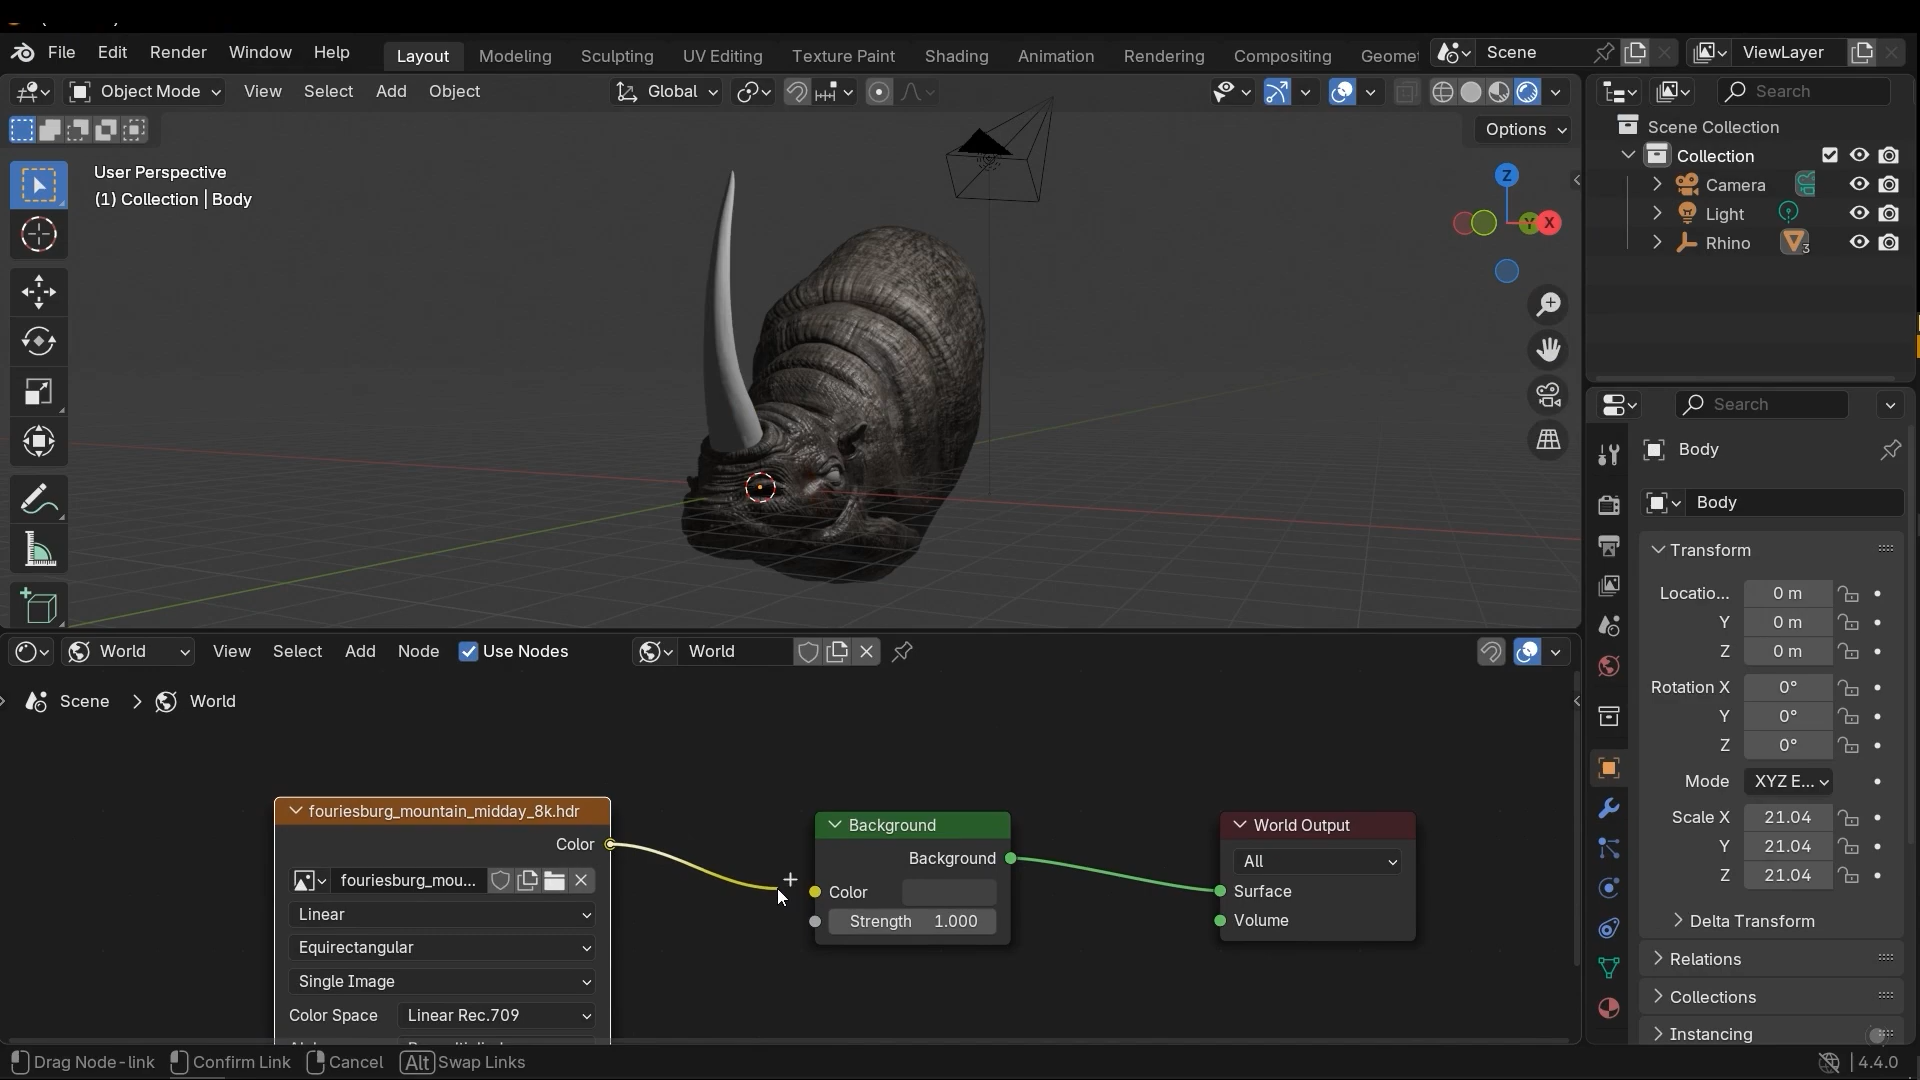 File Edit Render Window Help Layout Modeling Sculpting UV Editing Texture Paint Shading Animation Rendering Compositing Geomet Scene ViewLayer
Object Mode View Select Add Object Global Search
Options
Scene Collection
Collection
Camera
Light
Rhino
3
User Perspective
(1) Collection | Body
Z
Y
X
Search
Body
Body
Transform
Locatio... 0 m
Y 0 m
Z 0 m
Rotation X 0°
Y 0°
Z 0°
Mode XYZ E...
Scale X 21.04
Y 21.04
Z 21.04
Delta Transform
Relations
Collections
Instancing
World View Select Add Node Use Nodes World
Scene > World
fouriesburg_mountain_midday_8k.hdr
Color
fouriesburg_mou...
Linear
Equirectangular
Single Image
Color Space Linear Rec.709
Background
Background
Color
Strength 1.000
World Output
All
Surface
Volume
Drag Node-link Confirm Link Cancel Alt Swap Links
4.4.0